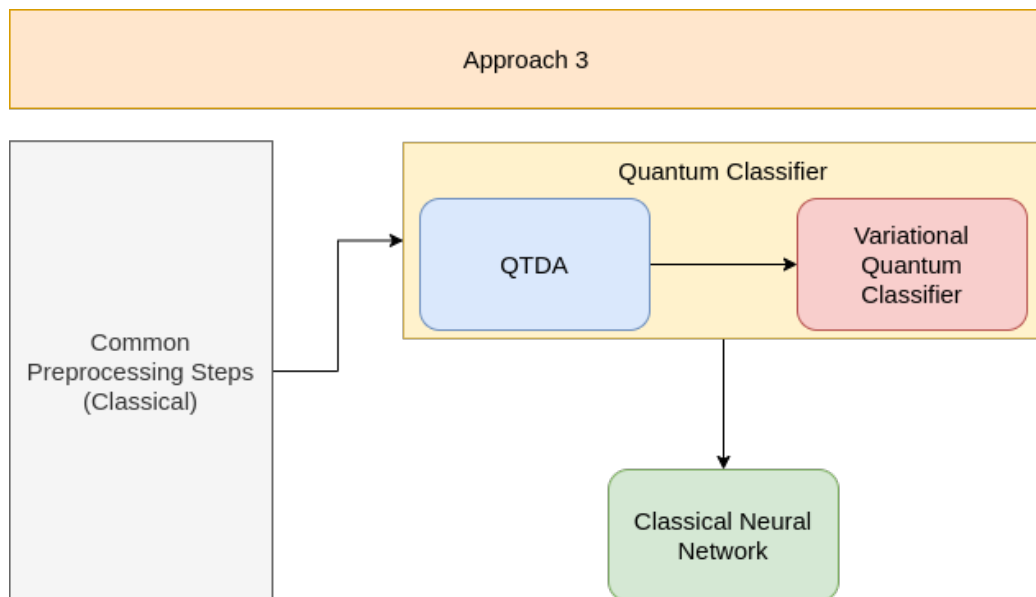 Approach 3
Quantum Classifier
QTDA
Variational
Quantum
Classifier
Common
Preprocessing Steps
(Classical)
Classical Neural
Network